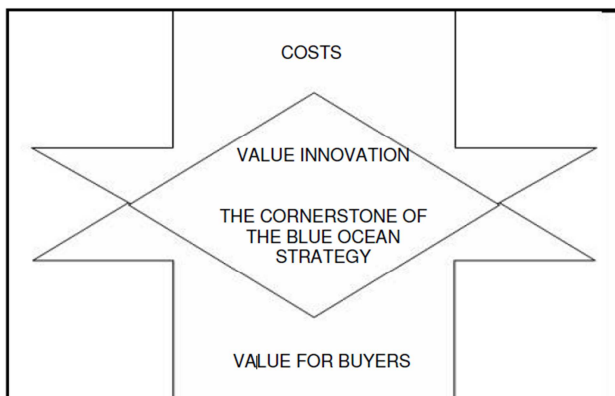 COSTS
VALUE INNOVATION
THE CORNERSTONE OF
THE BLUE OCEAN
STRATEGY
VALUE FOR BUYERS